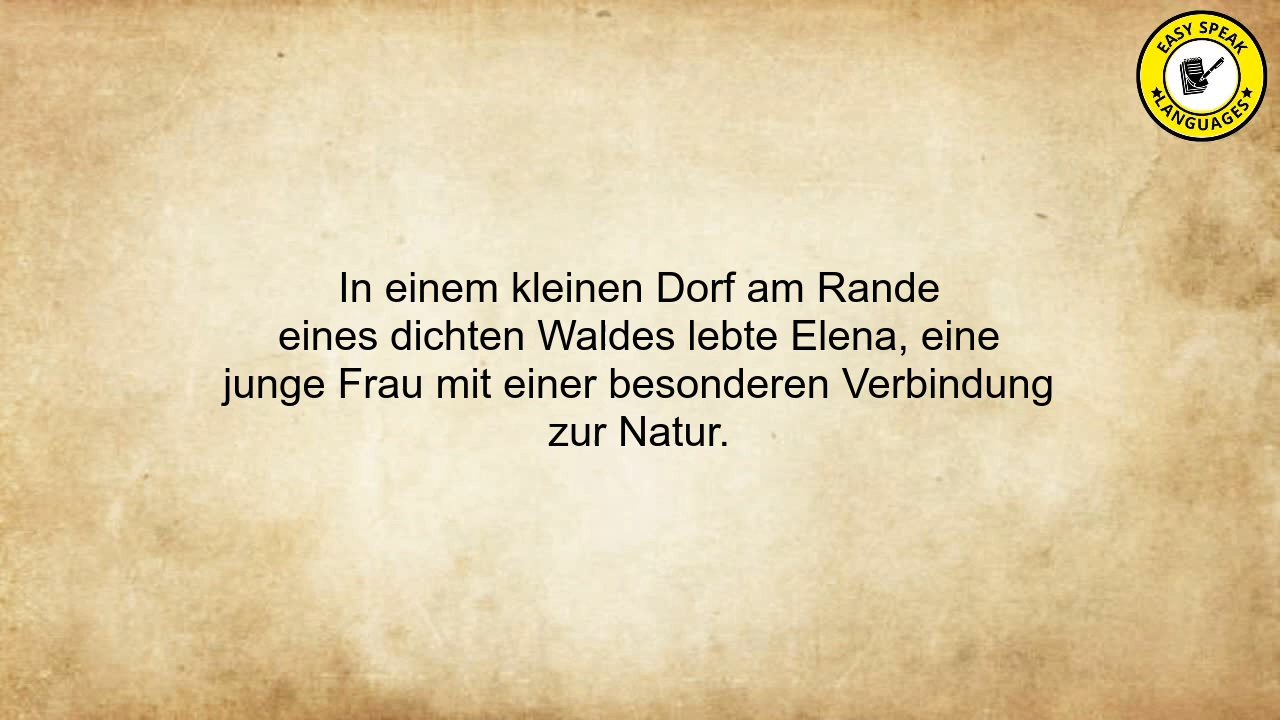 EASY SPEAK
LANGUAGES
In einem kleinen Dorf am Rande
eines dichten Waldes lebte Elena, eine
junge Frau mit einer besonderen Verbindung
zur Natur.